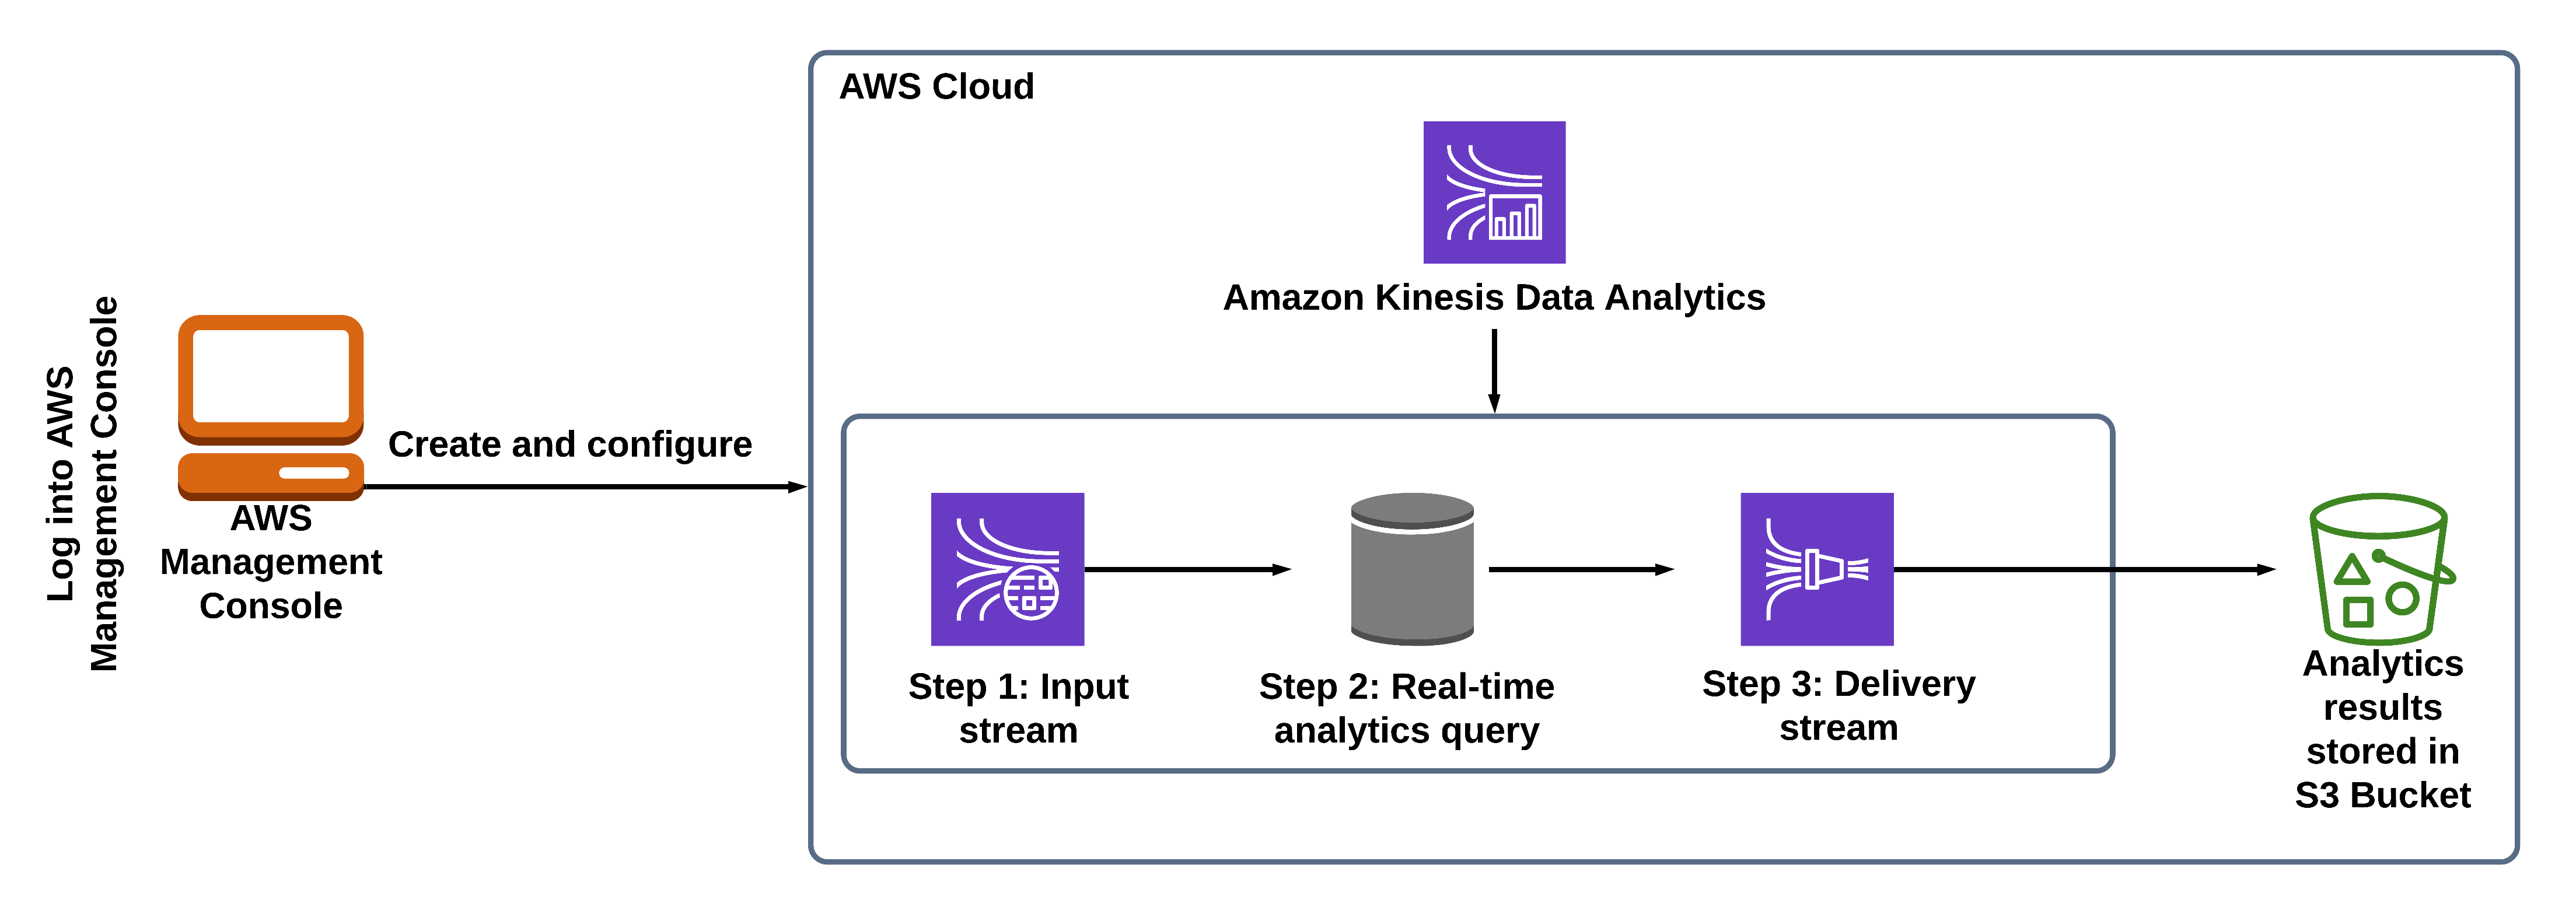 Log into AWS
Management Console
AWS
Management
Console
Create and configure
AWS Cloud
Amazon Kinesis Data Analytics
Step 1: Input
stream
Step 2: Real-time
analytics query
Step 3: Delivery
stream
Analytics
results
stored in
S3 Bucket